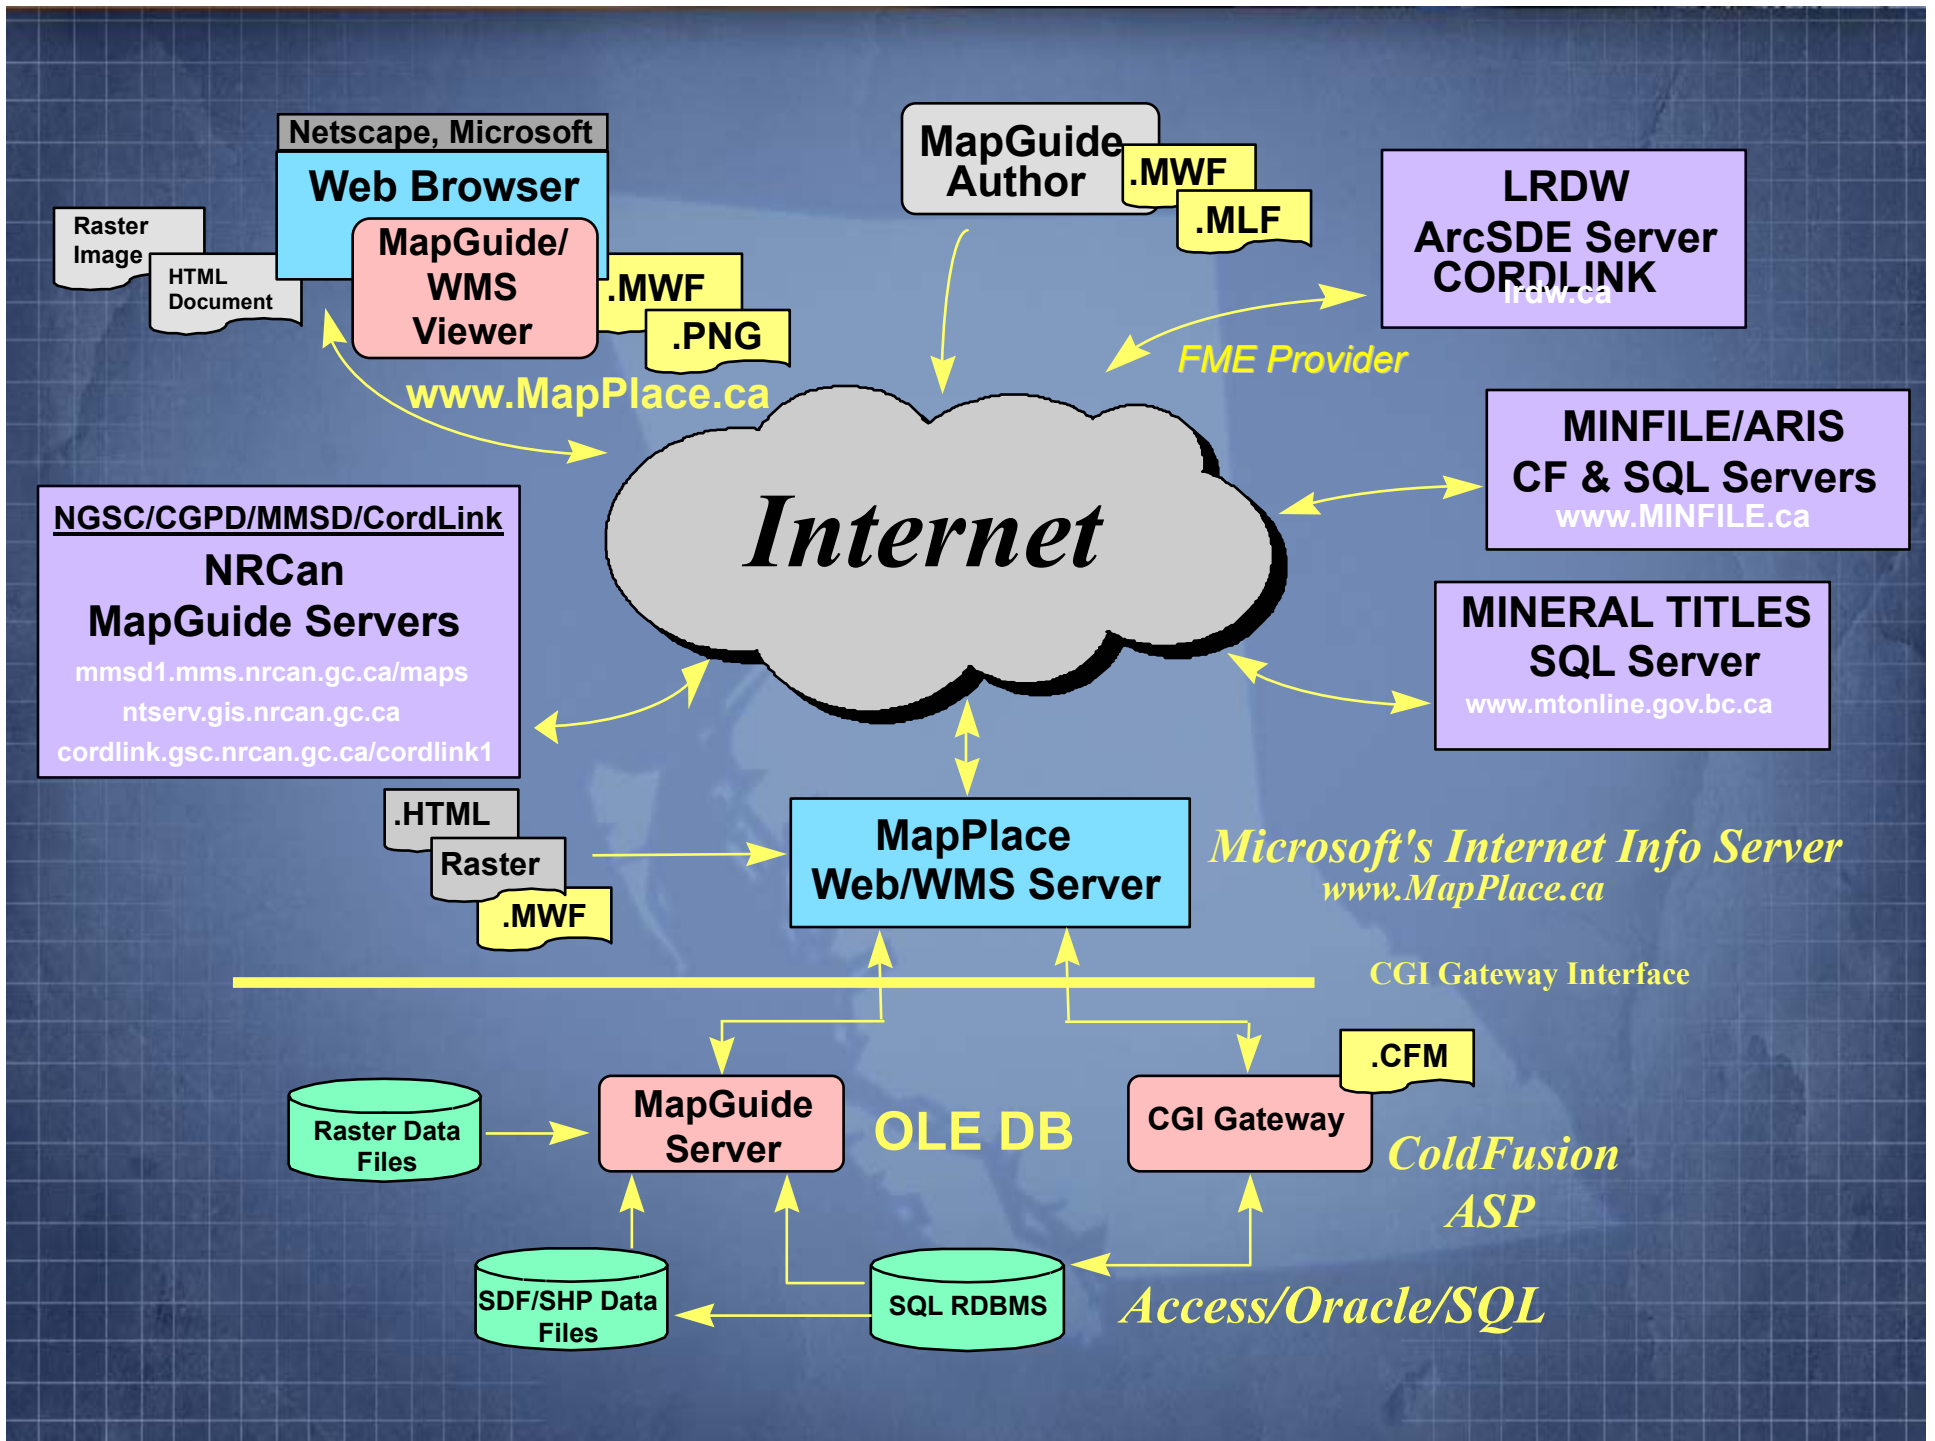 Netscape, Microsoft
Web Browser
MapGuide/
WMS
Viewer
Raster
Image
HTML
Document
.MWF
.PNG
www.MapPlace.ca
MapGuide
Author
.MWF
.MLF
LRDW
ArcSDE Server
CORDLINK
lrdw.ca
FME Provider
MINFILE/ARIS
CF & SQL Servers
www.MINFILE.ca
Internet
NGSC/CGPD/MMSD/CordLink
NRCan
MapGuide Servers
mmsd1.mms.nrcan.gc.ca/maps
ntserv.gis.nrcan.gc.ca
cordlink.gsc.nrcan.gc.ca/cordlink1
MINERAL TITLES
SQL Server
www.mtonline.gov.bc.ca
.HTML
Raster
.MWF
MapPlace
Web/WMS Server
Microsoft's Internet Info Server
www.MapPlace.ca
CGI Gateway Interface
.CFM
Raster Data
Files
MapGuide
Server
OLE DB
CGI Gateway
ColdFusion
ASP
SDF/SHP Data
Files
SQL RDBMS
Access/Oracle/SQL